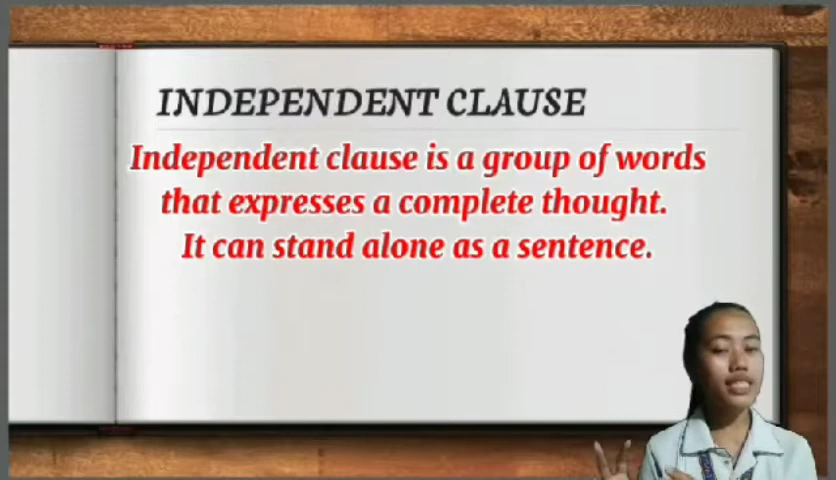 INDEPENDENT CLAUSE
Independent clause is a group of words
that expresses a complete thought.
It can stand alone as a sentence.